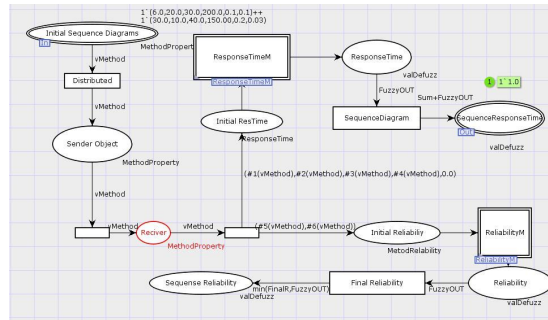 1`(6.0,20.0,30.0,200.0,0.1,0.1)++
1`(30.0,10.0,40.0,150.00,0.2,0.03)
Initial Sequence Diagrams
In
MethodPropert
vMethod
Distributed
vMethod
Sender Object
MethodProperty
vMethod
vMethod
Reciver
MethodProperty
vMethod
ResponseTimeM
ResponseTimeM
Initial ResTime
ResponseTime
(#1(vMethod),#2(vMethod),#3(vMethod),#4(vMethod),0.0)
ResponseTime
valDefuzz
FuzzyOUT
SequenceDiagram
Sum+FuzzyOUT
1 1`1.0
SequenceResponseTime
Out
valDefuzz
(#5(vMethod),#6(vMethod))
Initial Reliabiliy
MetodRelability
ReliabilityM
ReliabilityM
Reliability
valDefuzz
FuzzyOUT
Final Reliability
min(FinalR,FuzzyOUT)
Sequense Reliability
valDefuzz